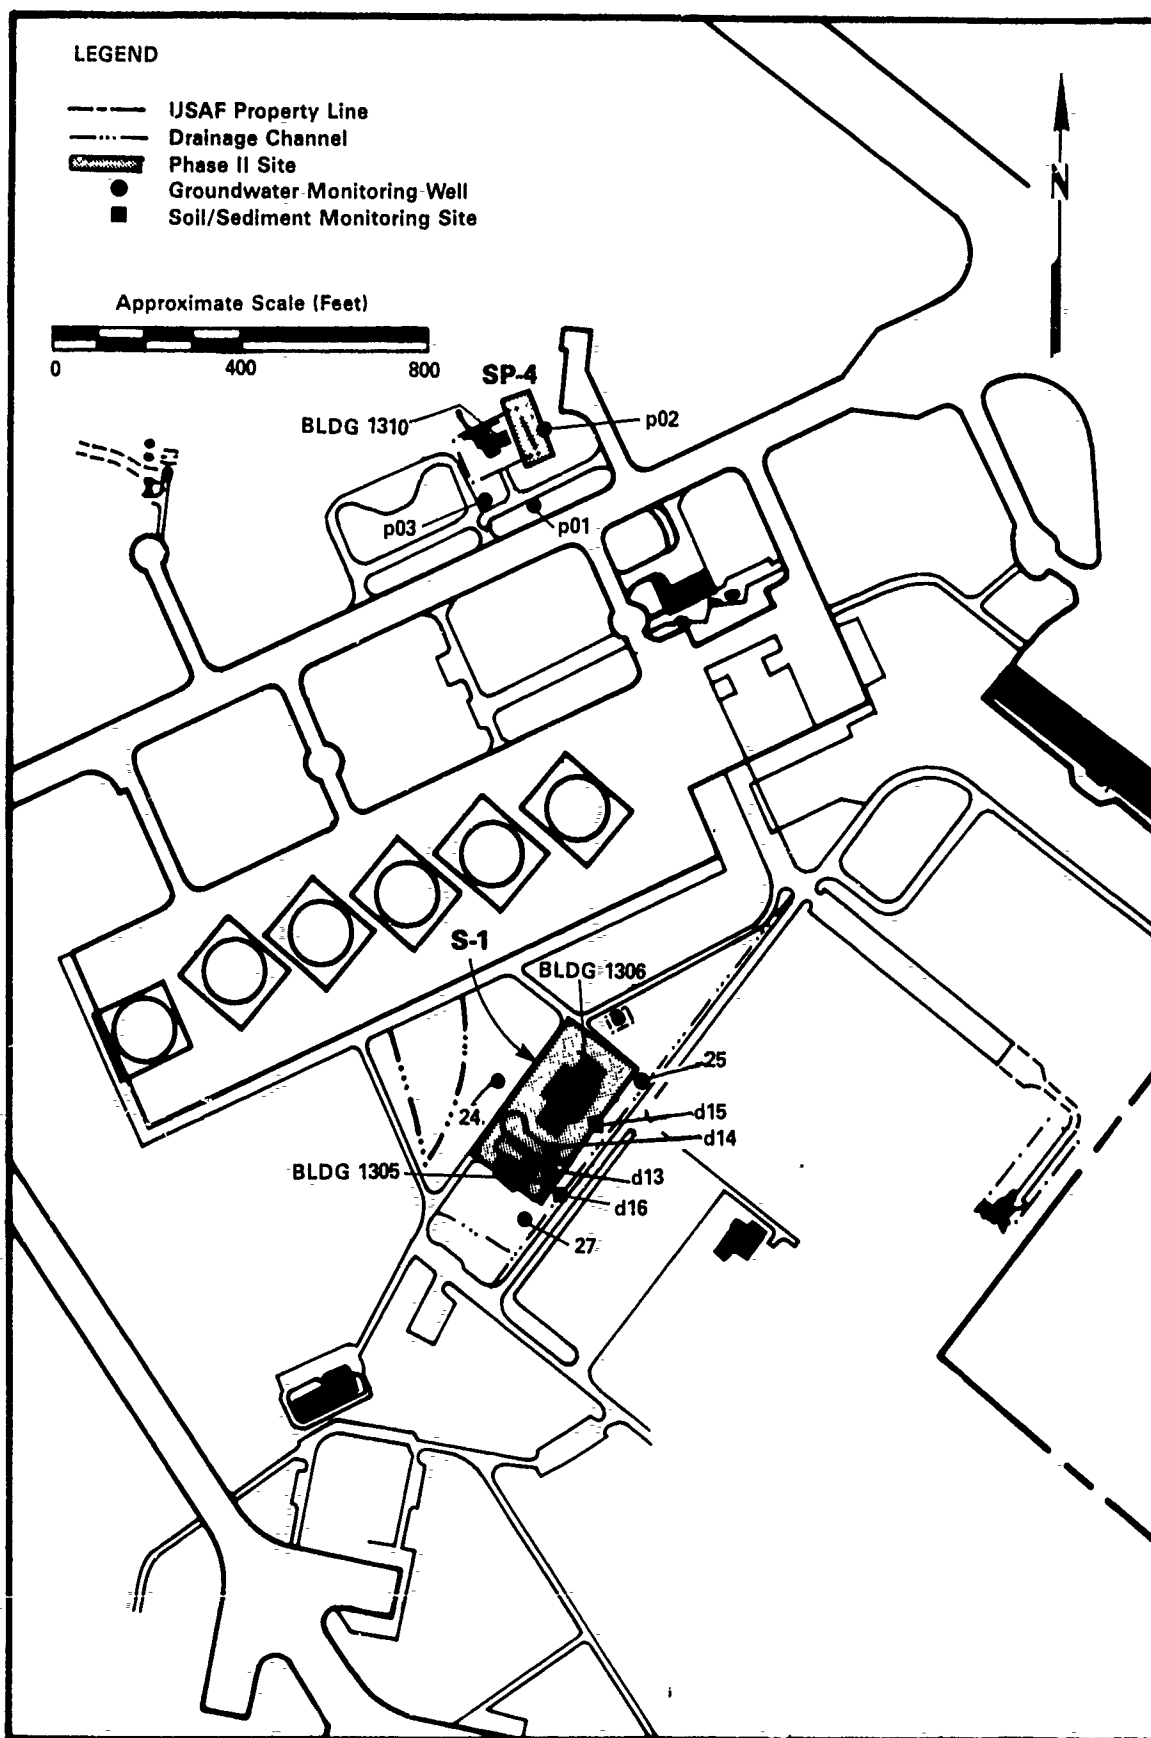 LEGEND
USAF Property Line
Drainage Channel
Phase II Site
Groundwater Monitoring Well
Soil/Sediment Monitoring Site
N
Approximate Scale (Feet)
0 400 800
SP-4
BLDG 1310
p02
p03
p01
S-1
BLDG 1306
25
24
d15
d14
BLDG 1305
d13
d16
27